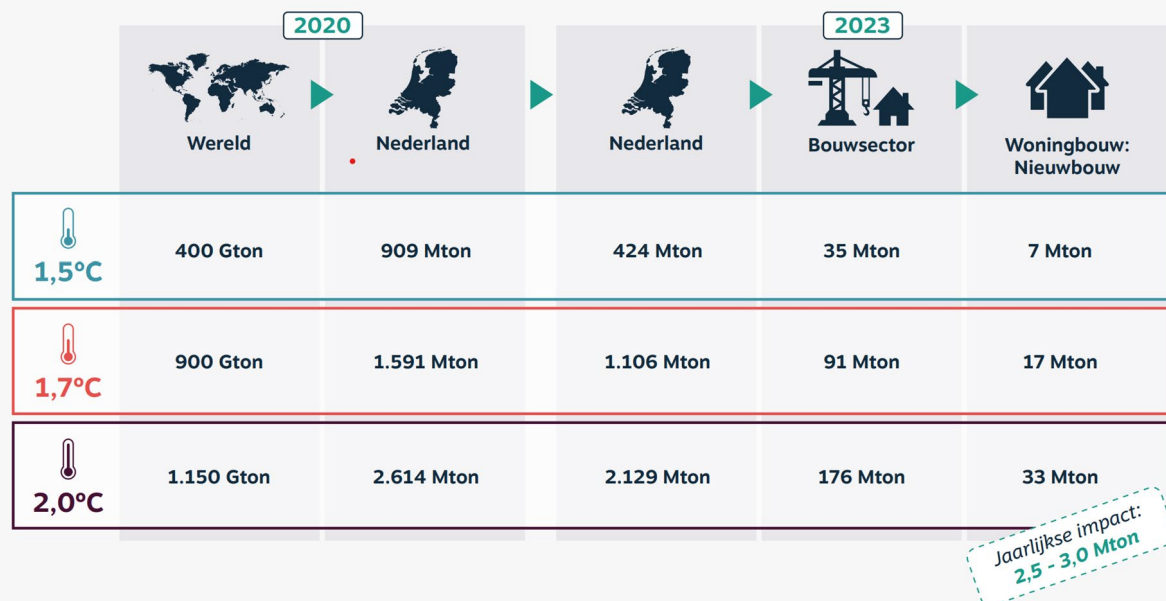 2020
2023
Wereld
Nederland
Nederland
Bouwsector
Woningbouw:
Nieuwbouw
1,5°C
400 Gton
909 Mton
424 Mton
35 Mton
7 Mton
1,7°C
900 Gton
1.591 Mton
1.106 Mton
91 Mton
17 Mton
2,0°C
1.150 Gton
2.614 Mton
2.129 Mton
176 Mton
33 Mton
Jaarlijkse impact:
2,5 - 3,0 Mton